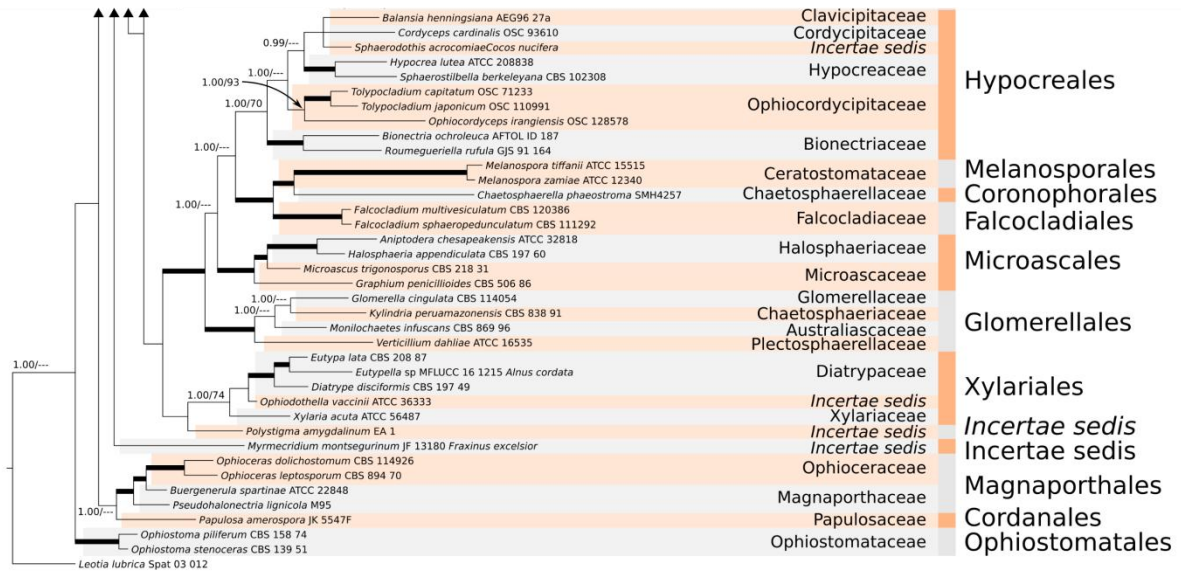 Balansia henningsiana AEG96 27a
Clavicipitaceae
Cordyceps cardinalis OSC 93610
Cordycipitaceae
0.99/---
Sphaerodothis acrocomiaeCocos nucifera
Incertae sedis
Hypocrea lutea ATCC 208838
Hypocreaceae
1.00/---
Sphaerostilbella berkeleyana CBS 102308
Hypocreales
1.00/93
Tolypocladium capitatum OSC 71233
Tolypocladium japonicum OSC 110991
Ophiocordycipitaceae
1.00/70
Ophiocordyceps irangiensis OSC 128578
Bionectria ochroleuca AFTOL ID 187
Bionectriaceae
1.00/---
Roumegueriella rufula GJS 91 164
Melanospora tiffanii ATCC 15515
Ceratostomataceae
Melanosporales
Melanospora zamiae ATCC 12340
Chaetosphaerella phaeostroma SMH4257
Chaetosphaerellaceae
Coronophorales
Falcocladium multivesiculatum CBS 120386
Falcocladiaceae
Falcocladiales
Falcocladium sphaeropedunculatum CBS 111292
1.00/---
Aniptodera chesapeakensis ATCC 32818
Halosphaeriaceae
Halosphaeria appendiculata CBS 197 60
Microascales
Microascus trigonosporus CBS 218 31
Microascaceae
Graphium penicillioides CBS 506 86
1.00/---
Glomerella cingulata CBS 114054
Glomerellaceae
1.00/---
Kylindria peruamazonensis CBS 838 91
Chaetosphaeriaceae
Glomerellales
Monilochaetes infuscans CBS 869 96
Australiascaceae
Verticillium dahliae ATCC 16535
Plectosphaerellaceae
Eutypa lata CBS 208 87
Diatrypaceae
1.00/---
Eutypella sp MFLUCC 16 1215 Alnus cordata
Xylariales
1.00/74
Diatrype disciformis CBS 197 49
Ophiodothella vaccinii ATCC 36333
Incertae sedis
Xylaria acuta ATCC 56487
Xylariaceae
Polystigma amygdalinum EA 1
Incertae sedis
Incertae sedis
Myrmecridium montsegurinum JF 13180 Fraxinus excelsior
Incertae sedis
Incertae sedis
Ophioceras dolichostomum CBS 114926
Ophioceraceae
Ophioceras leptosporum CBS 894 70
Magnaporthales
Buergenerula spartinae ATCC 22848
Magnaporthaceae
Pseudohalonectria lignicola M95
1.00/---
Papulosa amerospora JK 5547F
Papulosaceae
Cordanales
Ophiostoma piliferum CBS 158 74
Ophiostomataceae
Ophiostomatales
Ophiostoma stenoceras CBS 139 51
Leotia lubrica Spat 03 012